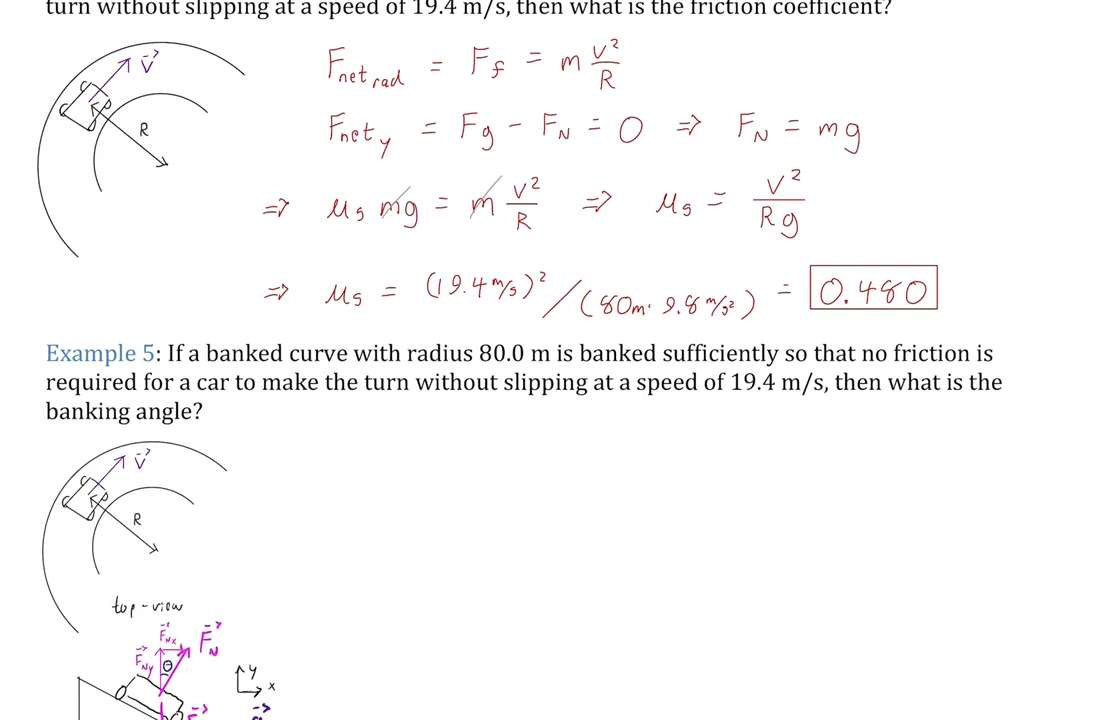 turn without slipping at a speed of 19.4 m/s, then what is the friction coefficient?
V
R
F_net rad = F_f = m v²/R
F_net y = F_g - F_N = 0 => F_N = mg
=> μ_s mg = m v²/R => μ_s = v²/Rg
=> μ_s = (19.4 m/s)² / (80m · 9.8 m/s²) = 0.480
Example 5: If a banked curve with radius 80.0 m is banked sufficiently so that no friction is
required for a car to make the turn without slipping at a speed of 19.4 m/s, then what is the
banking angle?
V
R
top-view
F_Nx F_N
F_Ny θ
y
x